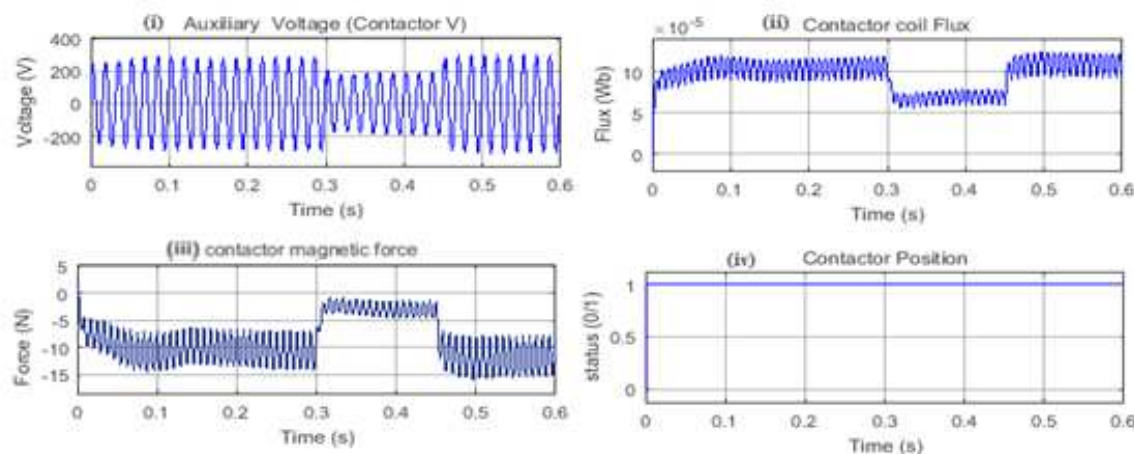 (i) Auxiliary Voltage (Contactor V)
400
200
0
-200
Voltage (V)
0 0.1 0.2 0.3 0.4 0.5 0.6
Time (s)
×10⁻⁵ (ii) Contactor coil Flux
10
5
0
Flux (Wb)
0 0.1 0.2 0.3 0.4 0.5 0.6
Time (s)
(iii) contactor magnetic force
5
0
-5
-10
-15
Force (N)
0 0.1 0.2 0.3 0.4 0.5 0.6
Time (s)
(iv) Contactor Position
1
0.5
0
status (0/1)
0 0.1 0.2 0.3 0.4 0.5 0.6
Time (s)